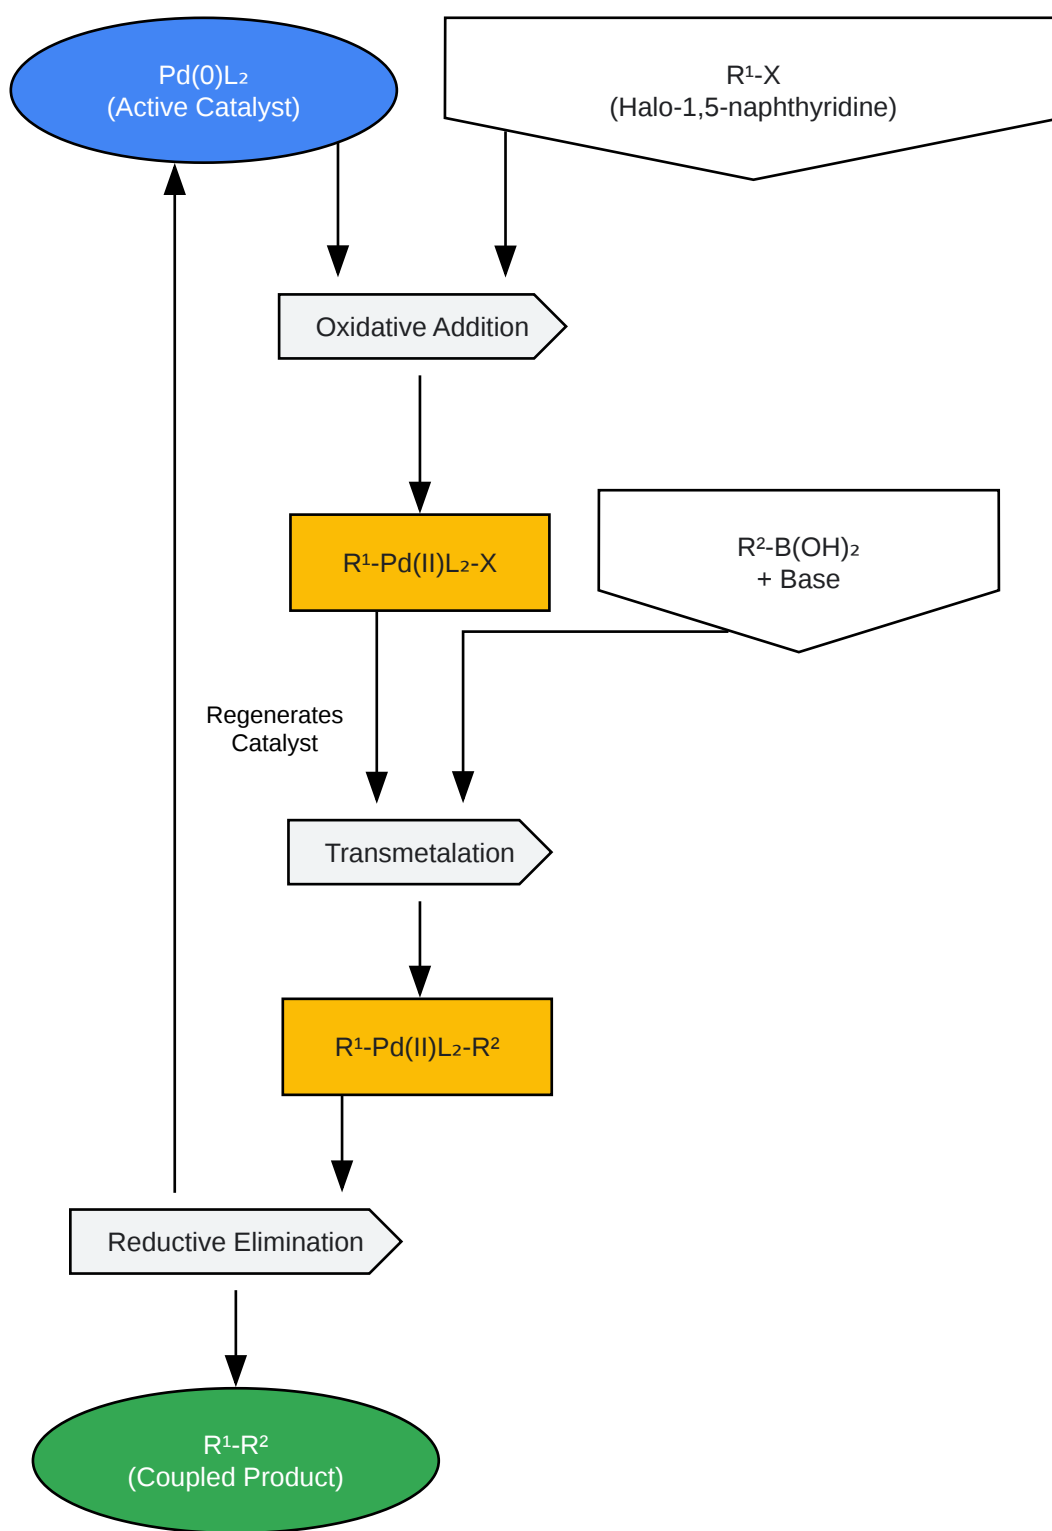 Pd(0)L₂
(Active Catalyst)
R¹-X
(Halo-1,5-naphthyridine)
Oxidative Addition
R¹-Pd(II)L₂-X
R²-B(OH)₂
+ Base
Regenerates
Catalyst
Transmetalation
R¹-Pd(II)L₂-R²
Reductive Elimination
R¹-R²
(Coupled Product)